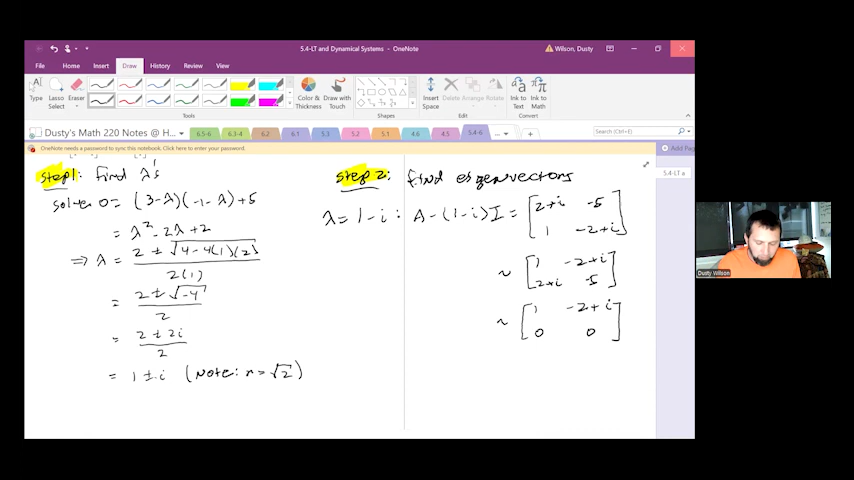 5.4-LT and Dynamical Systems - OneNote
Wilson, Dusty
File Home Insert Draw History Review View
Type
Lasso Select
Eraser
Color & Thickness
Draw with Touch
Insert Space
Delete
Arrange
Rotate
Ink to Text
Ink to Math
Tools
Shapes
Edit
Convert
Dusty's Math 220 Notes @ H...
6.5-6 6.3-4 6.2 6.1 5.3 5.2 5.1 4.5 5.4-6 ... +
Search (Ctrl+E)
OneNote needs a password to sync this notebook. Click here to enter your password.
Add Pag
5.4-LT a
step 1: find λ's
solve 0 = (3-λ)(-1-λ)+5
= λ² - 2λ + 2
⇒ λ = (2 ± √(4-4(1)(2))) / 2(1)
= (2 ± √-4) / 2
= (2 ± 2i) / 2
= 1 ± i (Note: r = √2)
step 2: find eigenvectors
λ = 1-i : A-(1-i)I = [2+i -5
1 -2+i]
~ [1 -2+i
2+i -5]
~ [1 -2+i
0 0]
Dusty Wilson